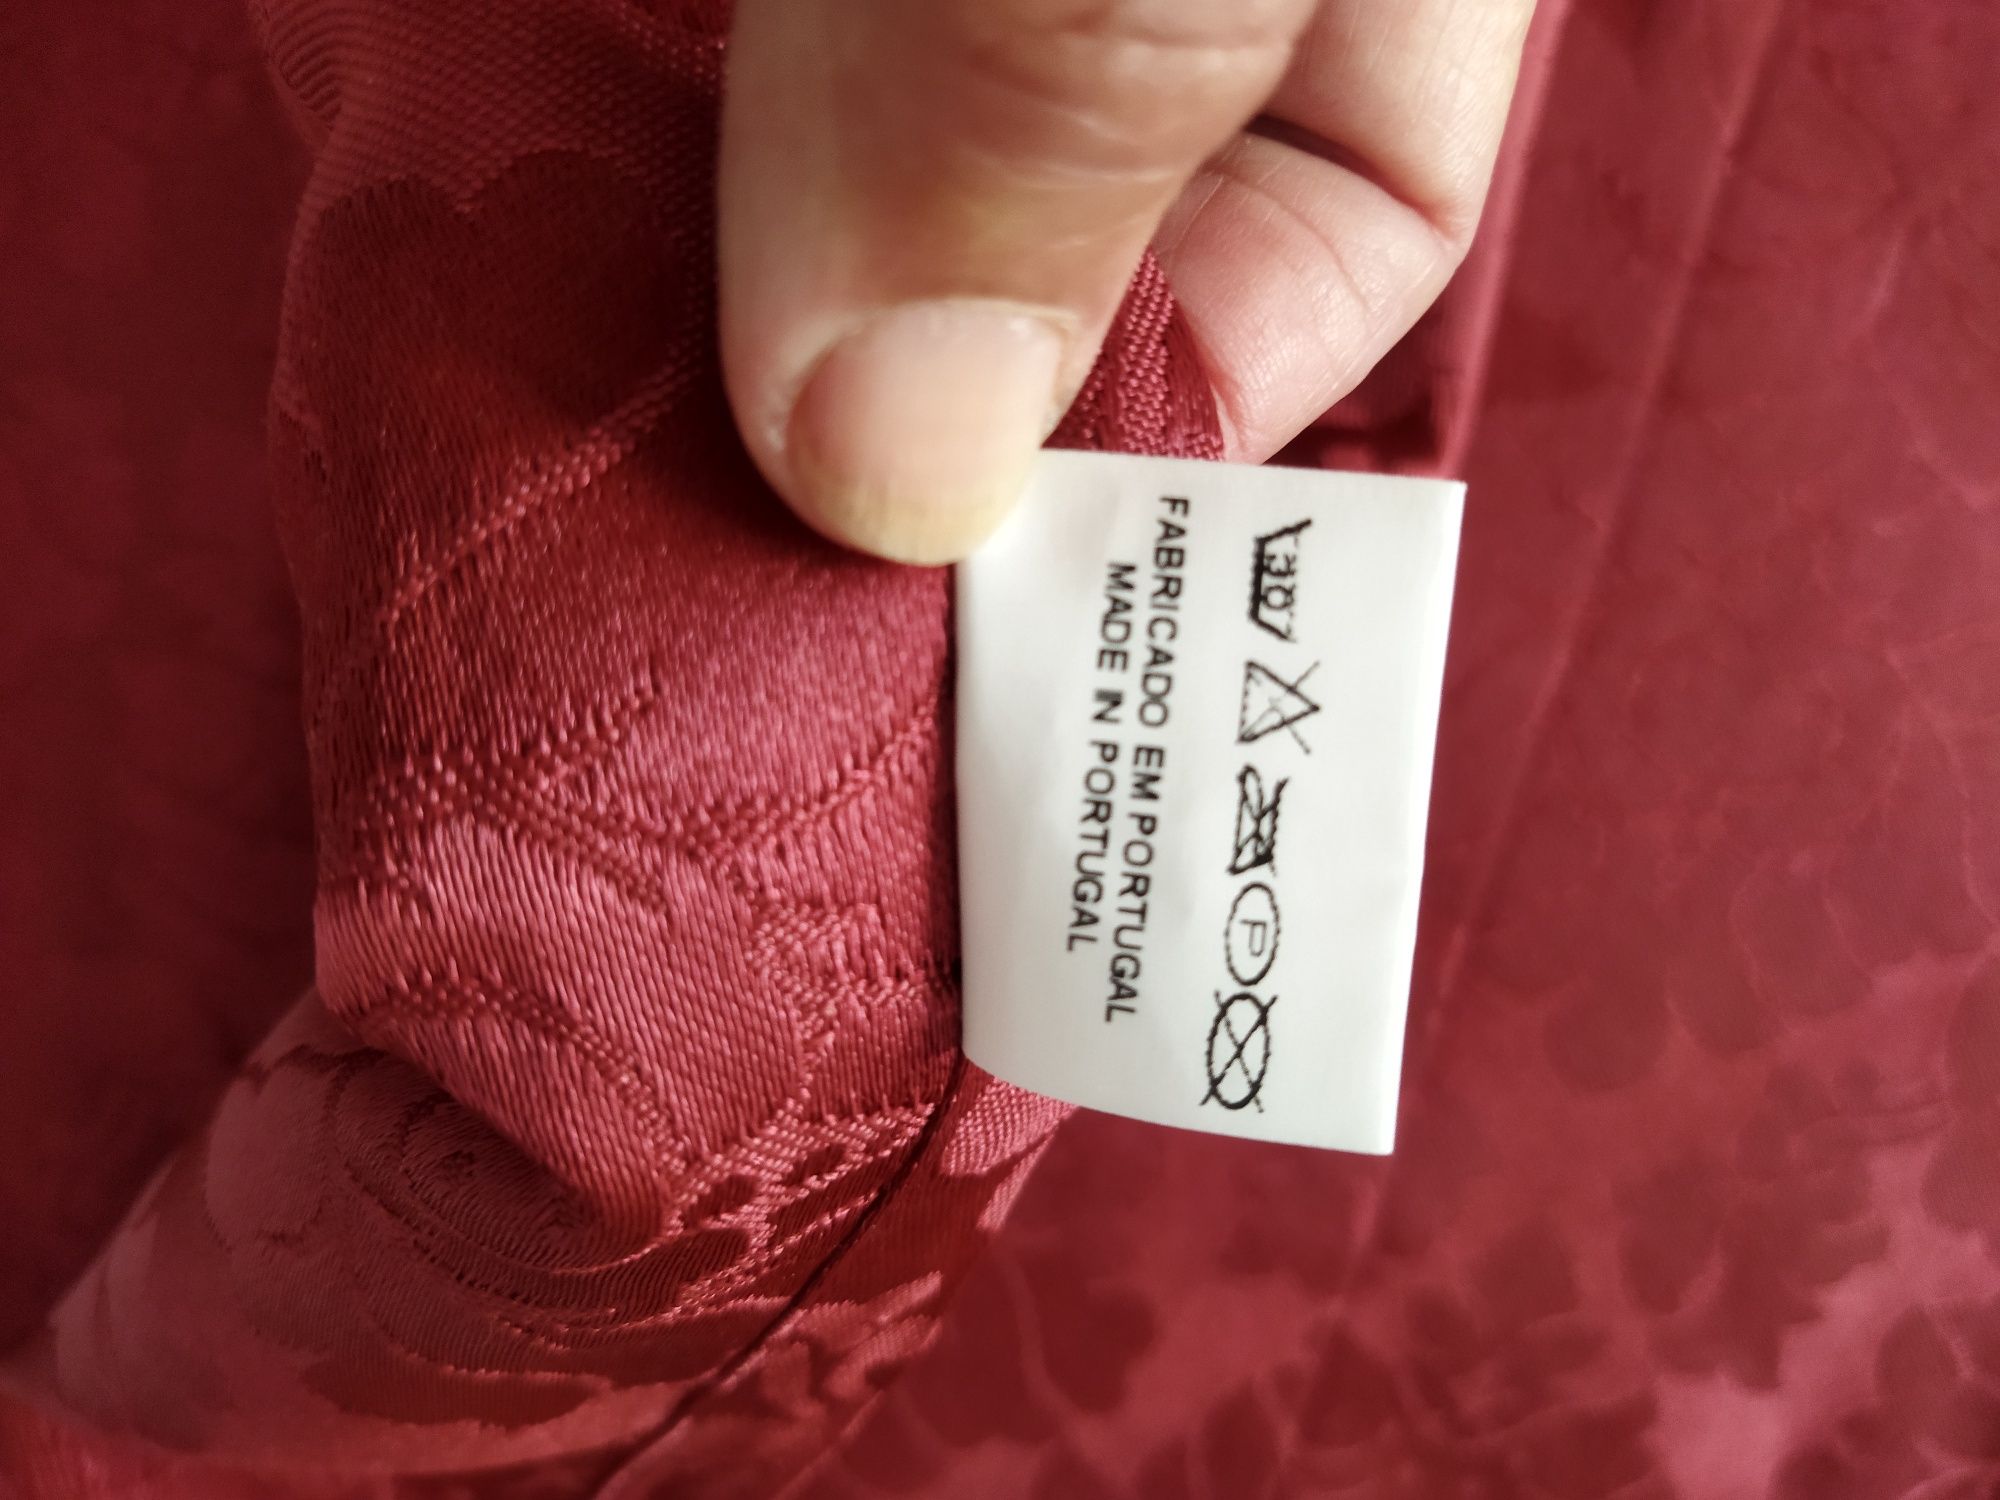 30°
P
FABRICADO EM PORTUGAL
MADE IN PORTUGAL